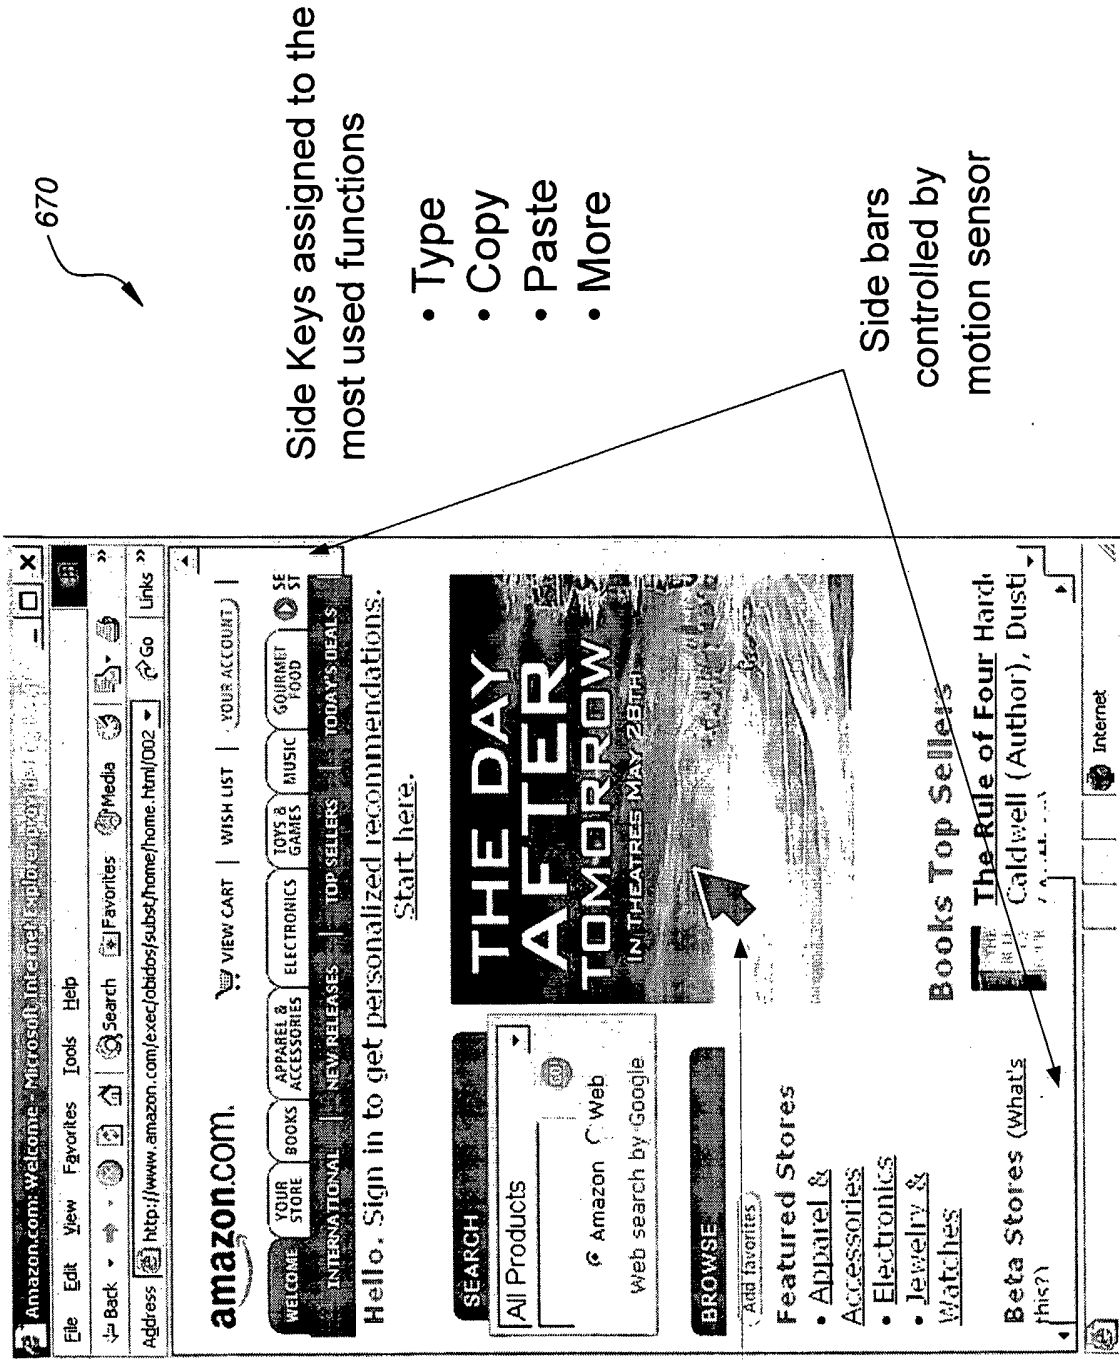 670
Amazon.com: Welcome - Microsoft Internet Explorer
File Edit View Favorites Tools Help
Back Search Favorites Media »
Address http://www.amazon.com/exec/obidos/subst/home/home.html/002 Go Links »
amazon.com. VIEW CART | WISH LIST | YOUR ACCOUNT |
WELCOME YOUR STORE BOOKS APPAREL & ACCESSORIES ELECTRONICS TOYS & GAMES MUSIC GOURMET FOOD SE ST
INTERNATIONAL | NEW RELEASES | TOP SELLERS | TODAY'S DEALS
Hello. Sign in to get personalized recommendations.
Start here.
SEARCH
All Products
GO!
Amazon Web
Web search by Google
BROWSE
Add favorites
Featured Stores
• Apparel &
Accessories
• Electronics
• Jewelry &
Watches
Beta Stores (What's
this?)
THE DAY
AFTER
TOMORROW
IN THEATRES MAY 28TH
Books Top Sellers
The Rule of Four Hard
Caldwell (Author), Dusti
Internet
Side Keys assigned to the
most used functions
• Type
• Copy
• Paste
• More
Side bars
controlled by
motion sensor